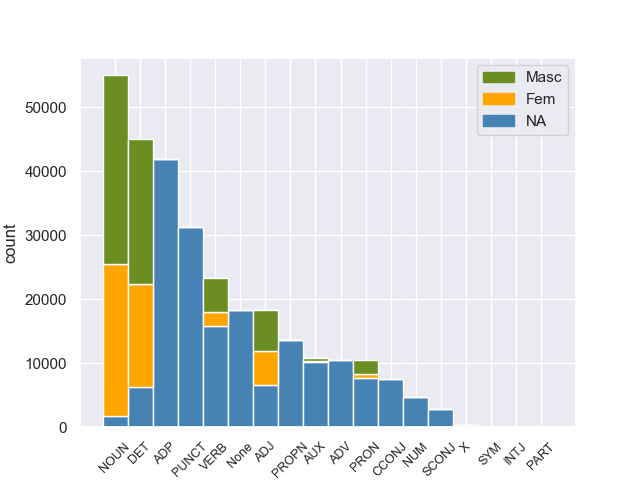 Masc
Fem
NA
50000
40000
30000
20000
10000
0
count
NOUN
DET
ADP
PUNCT
VERB
None
ADJ
PROPN
AUX
ADV
PRON
CCONJ
NUM
SCONJ
X
SYM
INTJ
PART